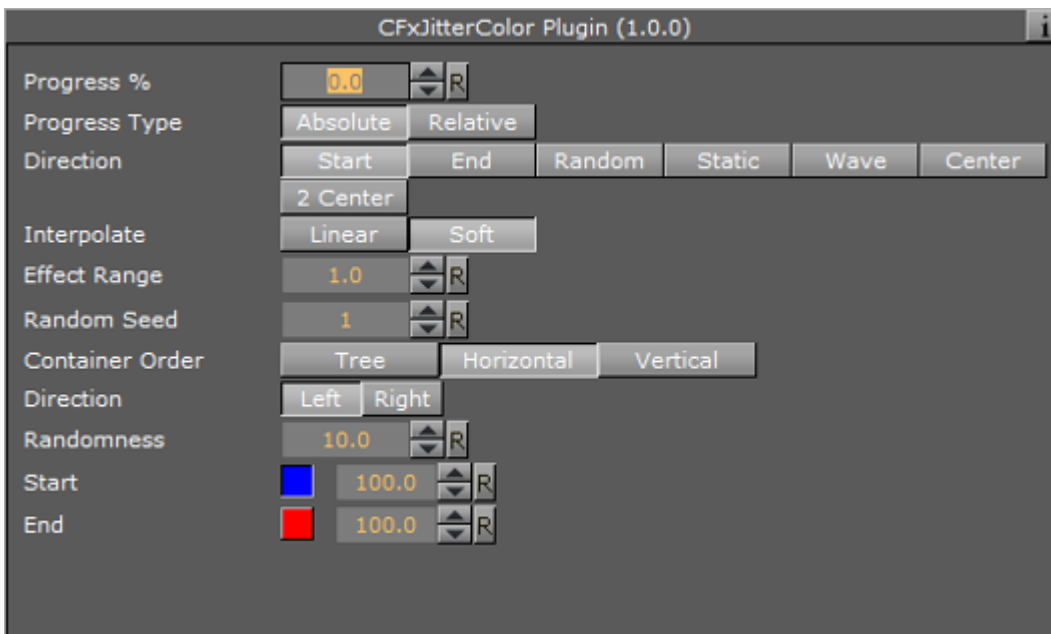 CFxJitterColor Plugin (1.0.0) i
Progress % 0.0 R
Progress Type Absolute Relative
Direction Start End Random Static Wave Center
2 Center
Interpolate Linear Soft
Effect Range 1.0 R
Random Seed 1 R
Container Order Tree Horizontal Vertical
Direction Left Right
Randomness 10.0 R
Start 100.0 R
End 100.0 R